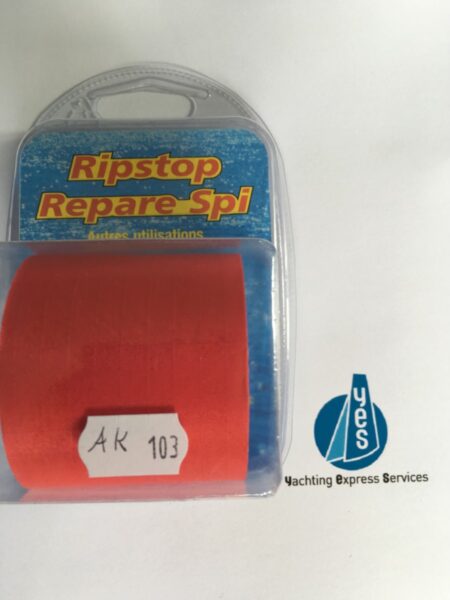 Ripstop
Repare Spi
Autres utilisations
AK 103
yes
Yachting Express Services